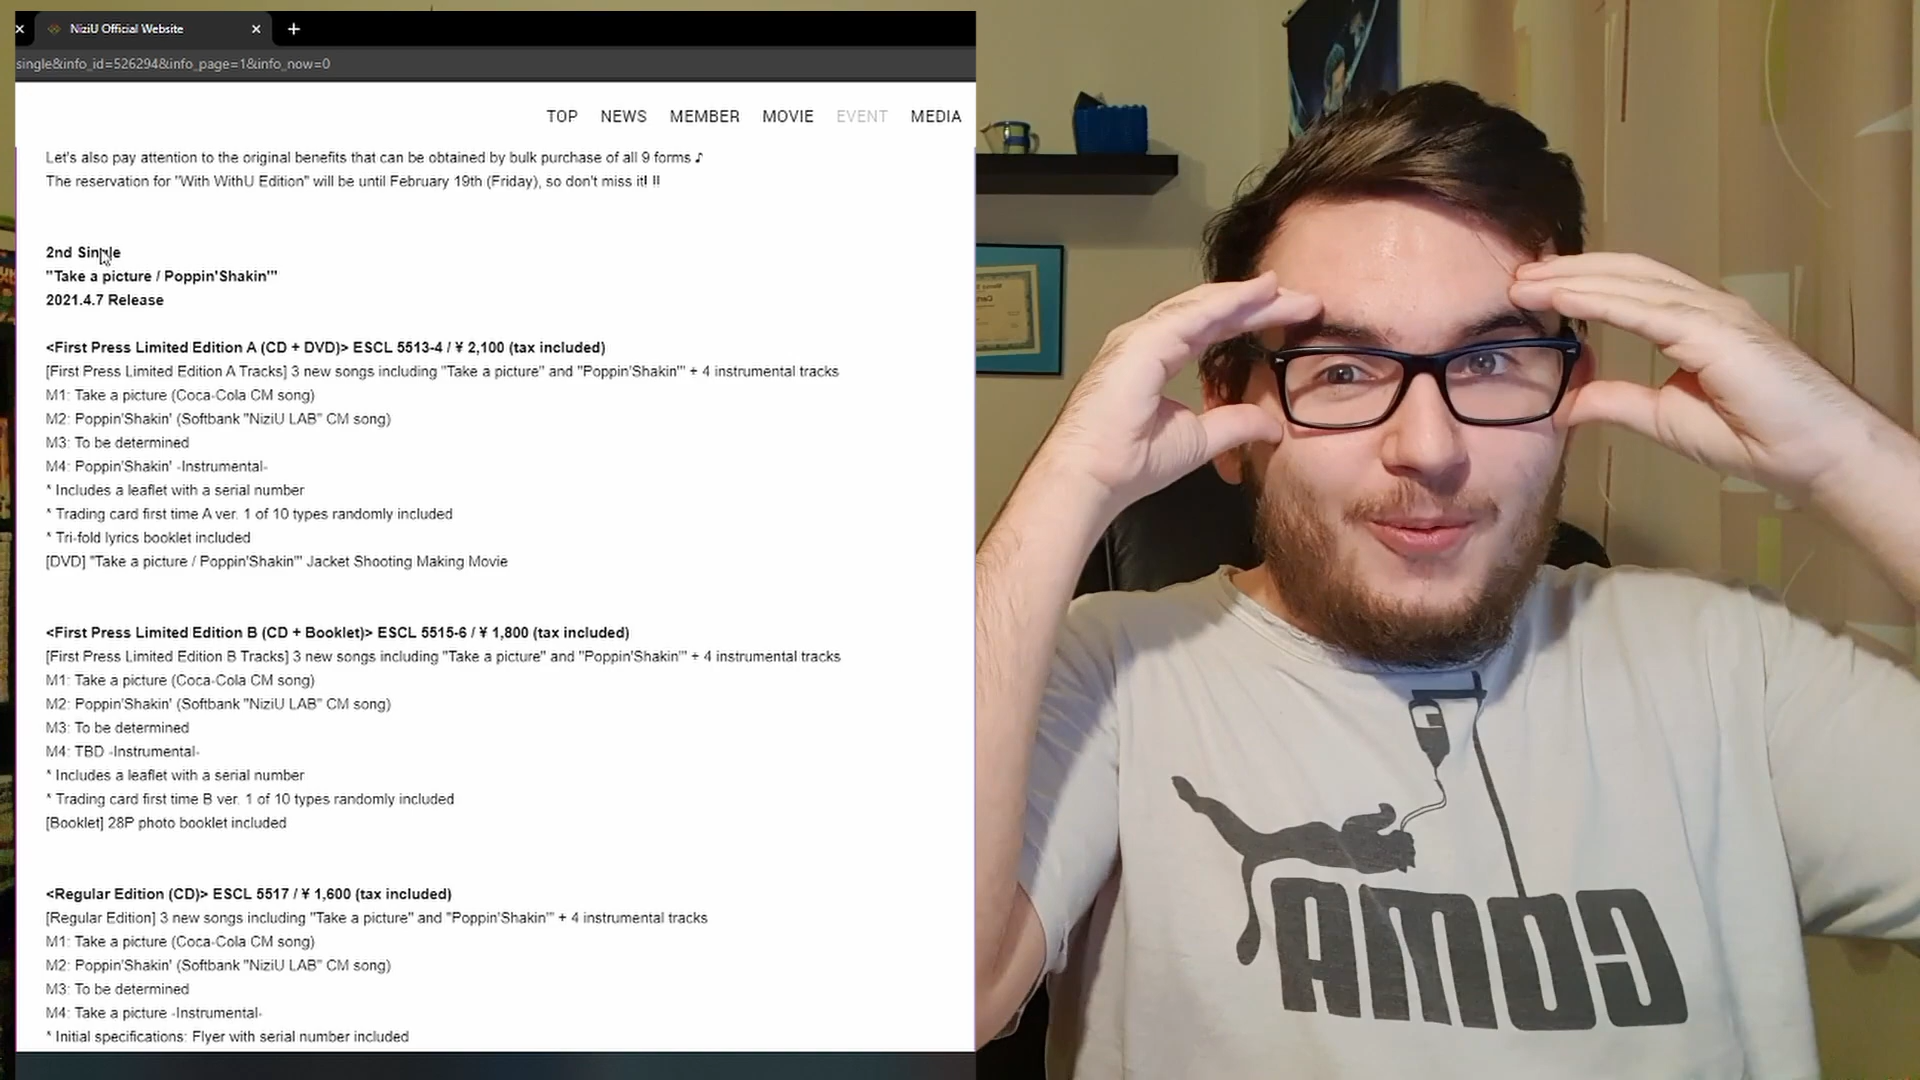 NiziU Official Website
single&info_id=526294&info_page=1&info_now=0
TOP NEWS MEMBER MOVIE EVENT MEDIA
Let's also pay attention to the original benefits that can be obtained by bulk purchase of all 9 forms ♪
The reservation for "With WithU Edition" will be until February 19th (Friday), so don't miss it! !!
2nd Single
"Take a picture / Poppin'Shakin'"
2021.4.7 Release
<First Press Limited Edition A (CD + DVD)> ESCL 5513-4 / ¥ 2,100 (tax included)
[First Press Limited Edition A Tracks] 3 new songs including "Take a picture" and "Poppin'Shakin'" + 4 instrumental tracks
M1: Take a picture (Coca-Cola CM song)
M2: Poppin'Shakin' (Softbank "NiziU LAB" CM song)
M3: To be determined
M4: Poppin'Shakin' -Instrumental-
* Includes a leaflet with a serial number
* Trading card first time A ver. 1 of 10 types randomly included
* Tri-fold lyrics booklet included
[DVD] "Take a picture / Poppin'Shakin'" Jacket Shooting Making Movie
<First Press Limited Edition B (CD + Booklet)> ESCL 5515-6 / ¥ 1,800 (tax included)
[First Press Limited Edition B Tracks] 3 new songs including "Take a picture" and "Poppin'Shakin'" + 4 instrumental tracks
M1: Take a picture (Coca-Cola CM song)
M2: Poppin'Shakin' (Softbank "NiziU LAB" CM song)
M3: To be determined
M4: TBD -Instrumental-
* Includes a leaflet with a serial number
* Trading card first time B ver. 1 of 10 types randomly included
[Booklet] 28P photo booklet included
<Regular Edition (CD)> ESCL 5517 / ¥ 1,600 (tax included)
[Regular Edition] 3 new songs including "Take a picture" and "Poppin'Shakin'" + 4 instrumental tracks
M1: Take a picture (Coca-Cola CM song)
M2: Poppin'Shakin' (Softbank "NiziU LAB" CM song)
M3: To be determined
M4: Take a picture -Instrumental-
* Initial specifications: Flyer with serial number included
COMA